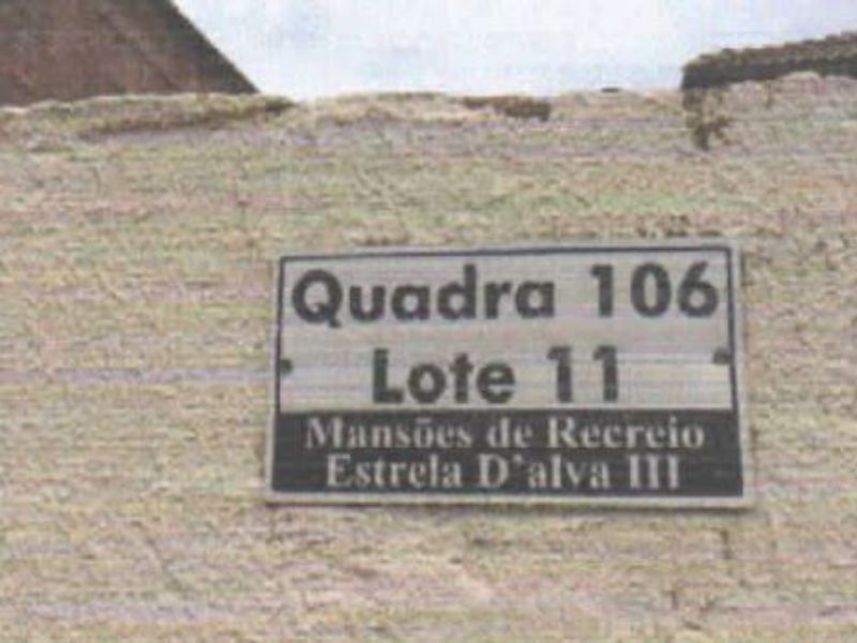 Quadra 106
Lote 11
Mansões de Recreio
Estrela D'alva III